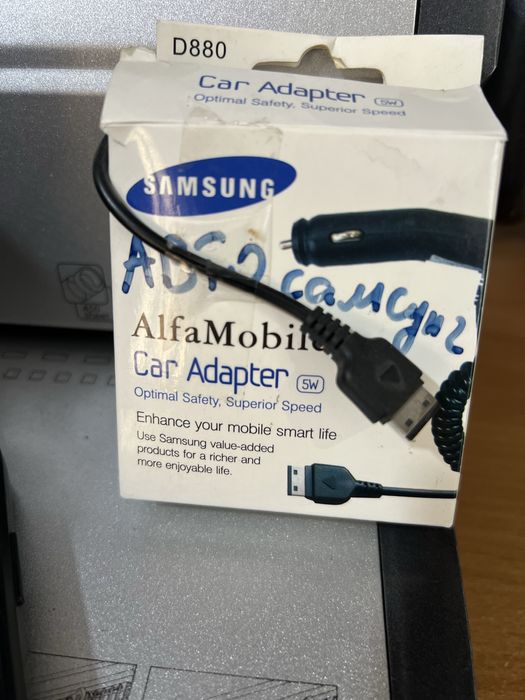 D880
Car Adapter 5W
Optimal Safety, Superior Speed
SAMSUNG
АВТО самсунг
AlfaMobile
Car Adapter 5W
Optimal Safety, Superior Speed
Enhance your mobile smart life
Use Samsung value-added
products for a richer and
more enjoyable life.